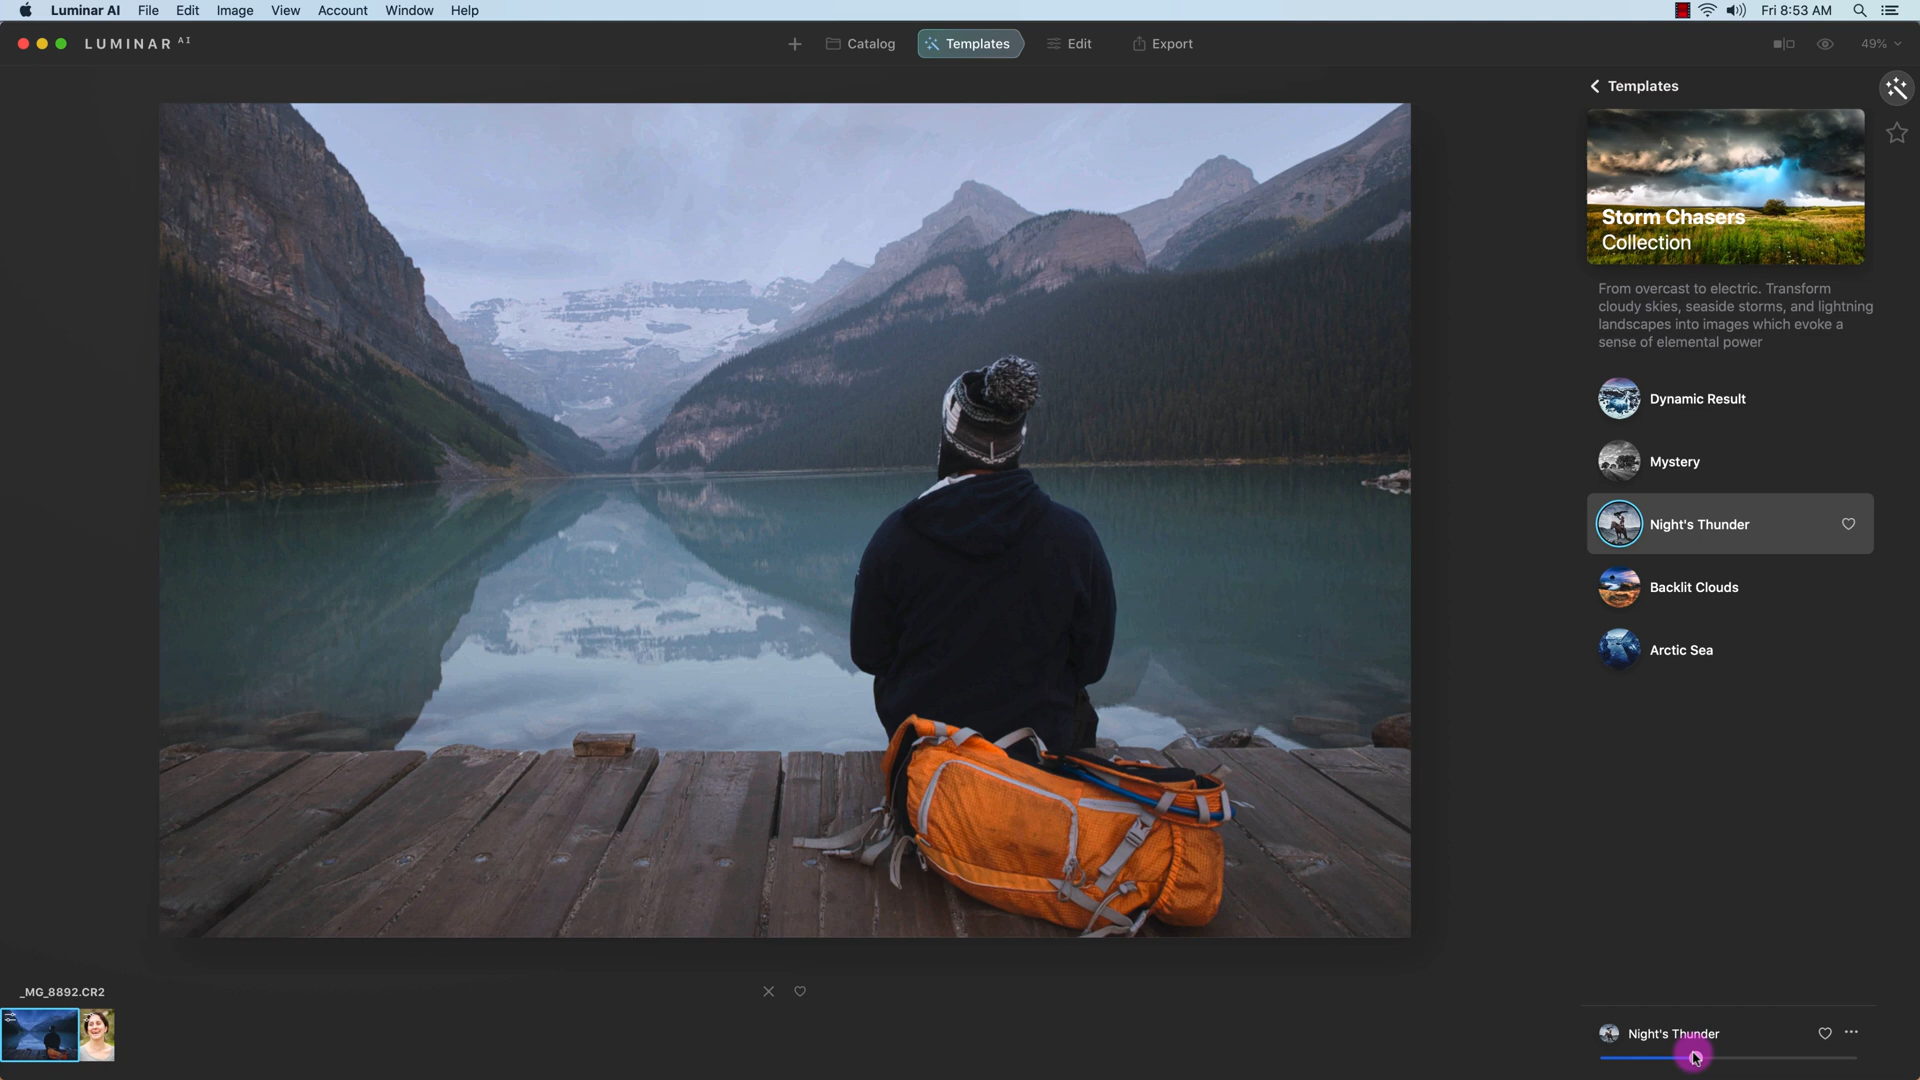 Luminar AI File Edit Image View Account Window Help Fri 8:53 AM
LUMINAR AI Catalog Templates Edit Export 49%
Templates
Storm Chasers
Collection
From overcast to electric. Transform
cloudy skies, seaside storms, and lightning
landscapes into images which evoke a
sense of elemental power
Dynamic Result
Mystery
Night's Thunder
Backlit Clouds
Arctic Sea
_MG_8892.CR2
Night's Thunder